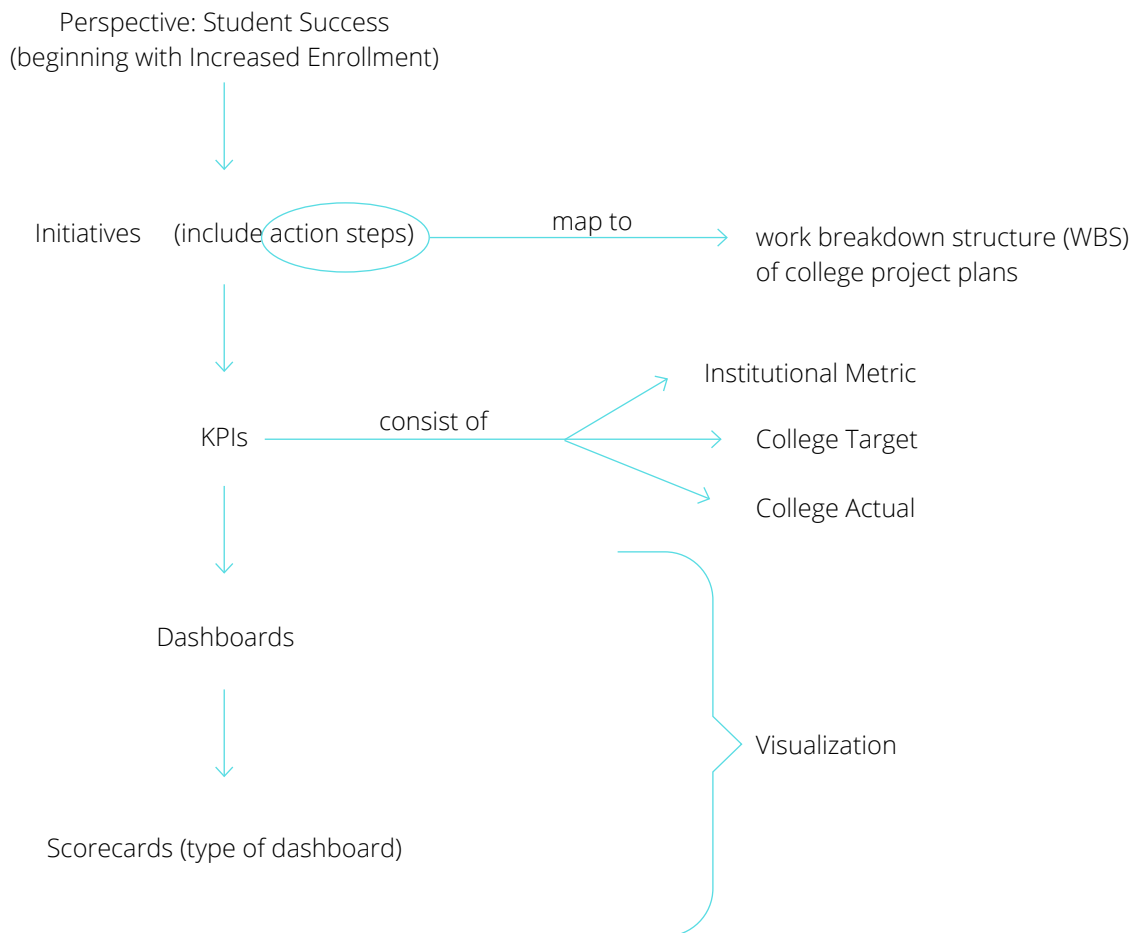 Perspective: Student Success
(beginning with Increased Enrollment)
Initiatives (include action steps)
map to
work breakdown structure (WBS)
of college project plans
Institutional Metric
KPIs
consist of
College Target
College Actual
Dashboards
Visualization
Scorecards (type of dashboard)